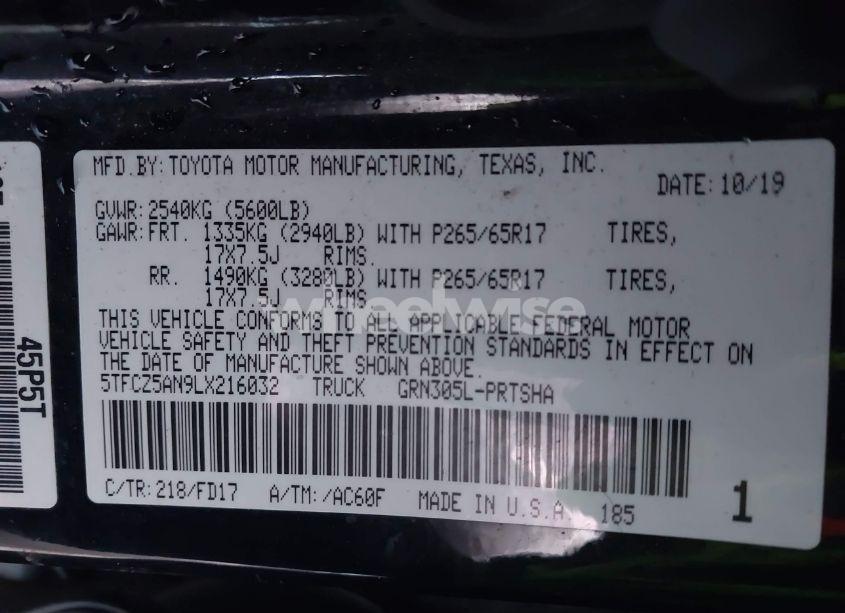 MFD.BY:TOYOTA MOTOR MANUFACTURING, TEXAS, INC.
DATE:10/19
GVWR:2540KG (5600LB)
GAWR:FRT. 1335KG (2940LB) WITH P265/65R17 TIRES,
17X7.5J RIMS.
RR. 1490KG (3280LB) WITH P265/65R17 TIRES,
17X7.5J RIMS
wheelwise
THIS VEHICLE CONFORMS TO ALL APPLICABLE FEDERAL MOTOR
VEHICLE SAFETY AND THEFT PREVENTION STANDARDS IN EFFECT ON
THE DATE OF MANUFACTURE SHOWN ABOVE.
5TFCZ5AN9LX216032 TRUCK GRN305L-PRTSHA
C/TR:218/FD17 A/TM:/AC60F MADE IN U.S.A. 185 1
45P5T